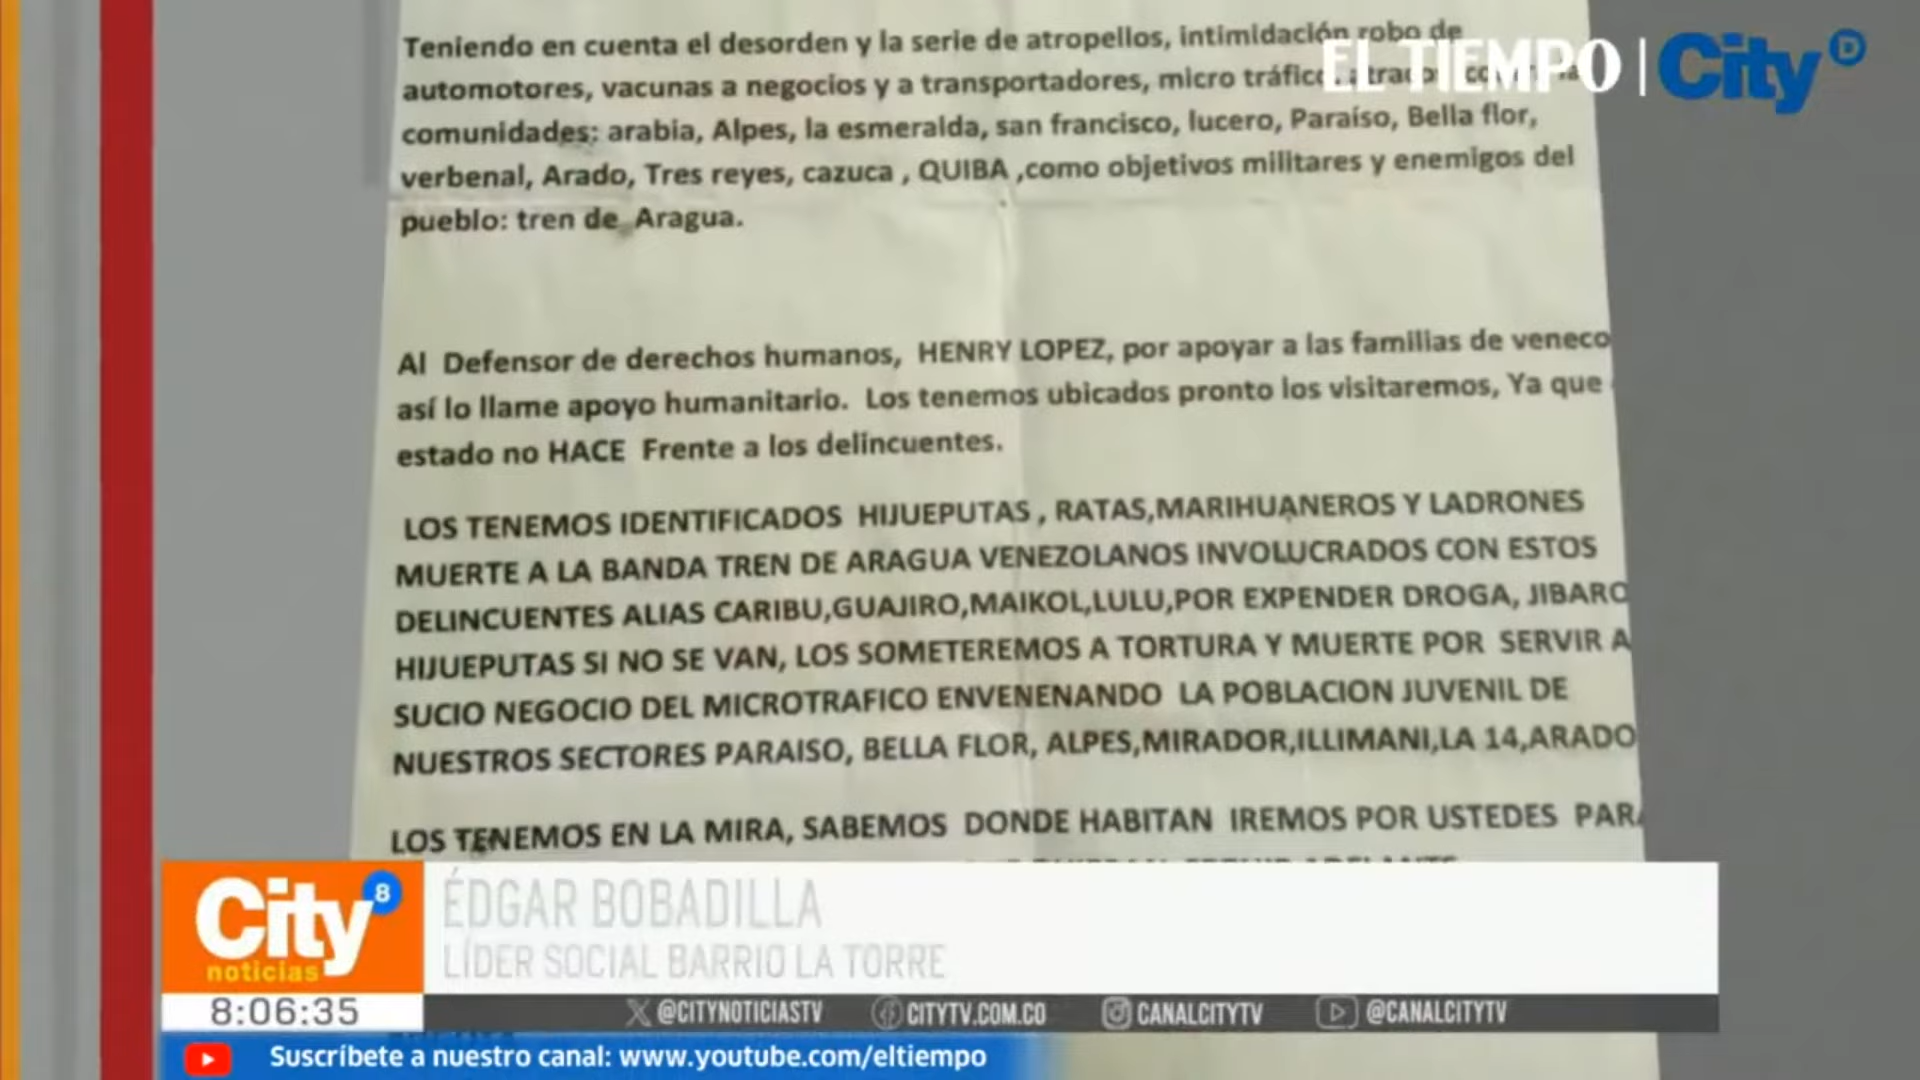 Teniendo en cuenta el desorden y la serie de atropellos, intimidación robo de
EL TIEMPO | City D
automotores, vacunas a negocios y a transportadores, micro tráfico
comunidades: arabia, Alpes, la esmeralda, san francisco, lucero, Paraíso, Bella flor,
verbenal, Arado, Tres reyes, cazuca , QUIBA ,como objetivos militares y enemigos del
pueblo: tren de Aragua.
Al Defensor de derechos humanos, HENRY LOPEZ, por apoyar a las familias de veneco
así lo llame apoyo humanitario. Los tenemos ubicados pronto los visitaremos, Ya que
estado no HACE Frente a los delincuentes.
LOS TENEMOS IDENTIFICADOS HIJUEPUTAS , RATAS,MARIHUANEROS Y LADRONES
MUERTE A LA BANDA TREN DE ARAGUA VENEZOLANOS INVOLUCRADOS CON ESTOS
DELINCUENTES ALIAS CARIBU,GUAJIRO,MAIKOL,LULU,POR EXPENDER DROGA, JIBARO
HIJUEPUTAS SI NO SE VAN, LOS SOMETEREMOS A TORTURA Y MUERTE POR SERVIR A
SUCIO NEGOCIO DEL MICROTRAFICO ENVENENANDO LA POBLACION JUVENIL DE
NUESTROS SECTORES PARAISO, BELLA FLOR, ALPES,MIRADOR,ILLIMANI,LA 14,ARADO
LOS TENEMOS EN LA MIRA, SABEMOS DONDE HABITAN IREMOS POR USTEDES PARA
City 8
noticias
8:06:35
ÉDGAR BOBADILLA
LÍDER SOCIAL BARRIO LA TORRE
@CITYNOTICIASTV CITYTV.COM.CO CANALCITYTV @CANALCITYTV
Suscríbete a nuestro canal: www.youtube.com/eltiempo